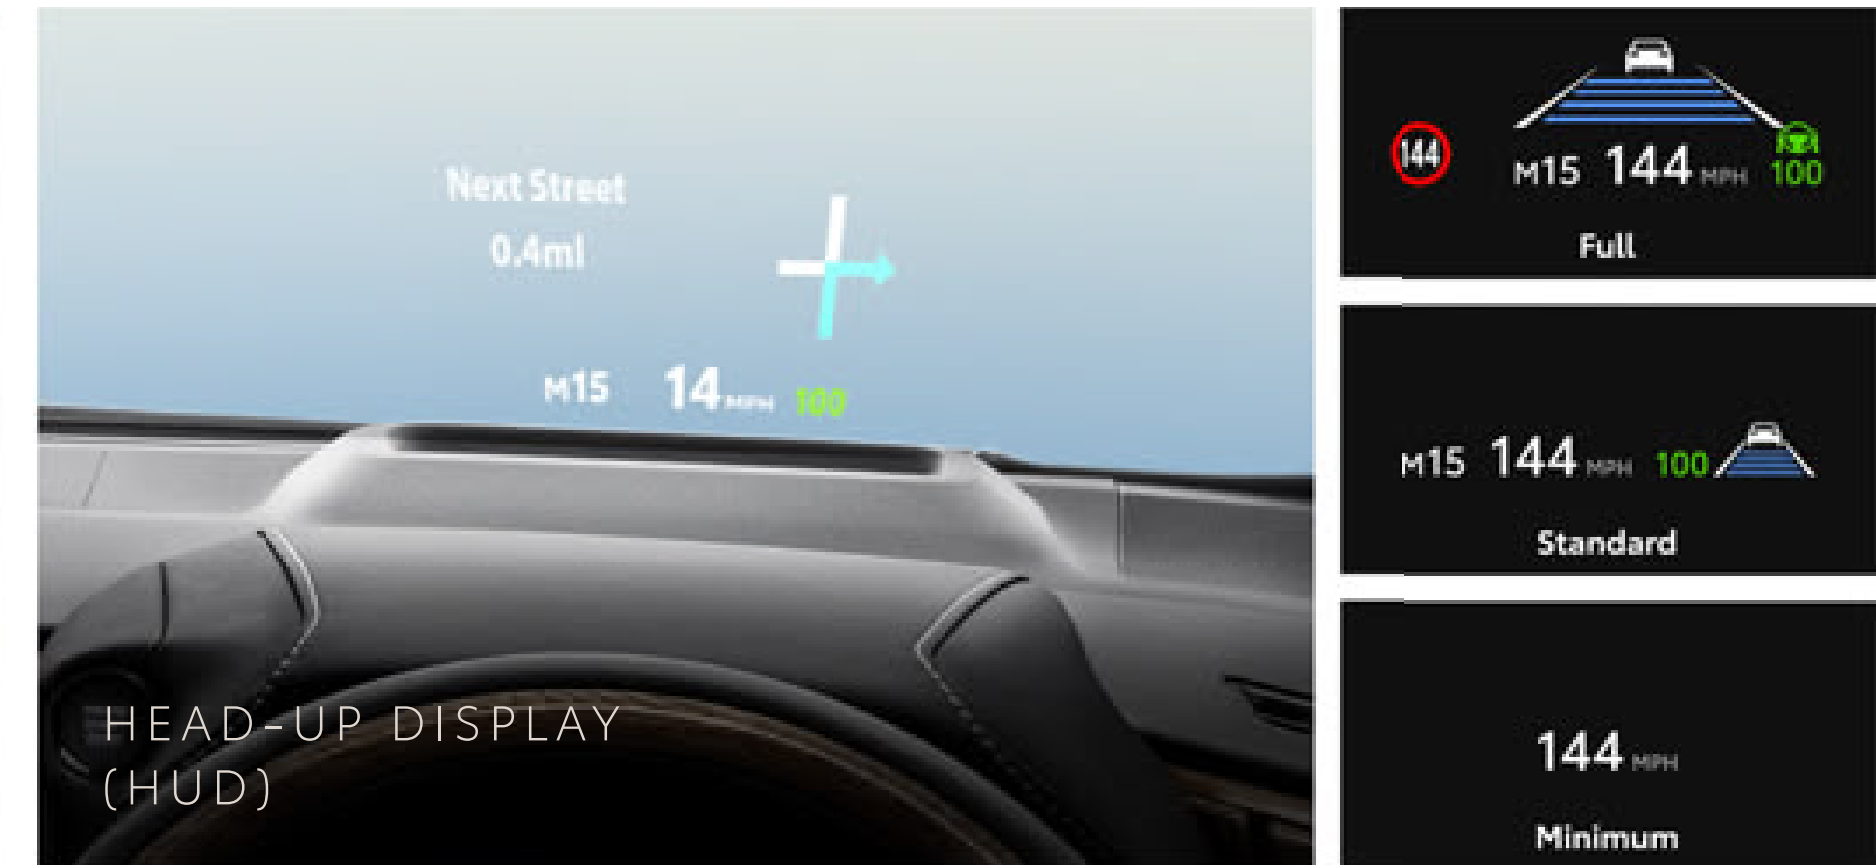 Next Street
0.4ml
M15 14 MPH 100
HEAD-UP DISPLAY
(HUD)
144
M15 144 MPH 100
Full
M15 144 MPH 100
Standard
144 MPH
Minimum